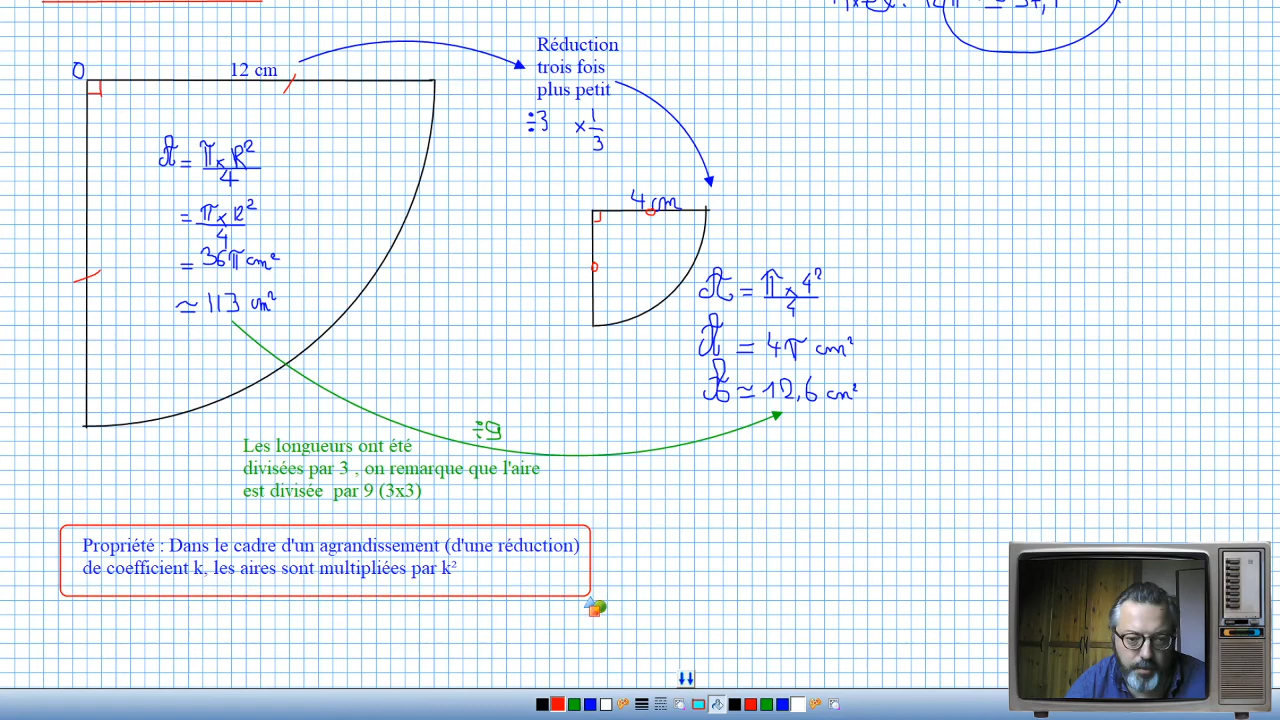 O
12 cm
Réduction
trois fois
plus petit
÷3 ×1/3
𝒜 = π×R²/4
= π×R²/4
= 36π cm²
≃ 113 cm²
4 cm
𝒜 = π×4²/4
𝒜 = 4π cm²
𝒜 ≃ 12,6 cm²
÷9
Les longueurs ont été
divisées par 3 , on remarque que l'aire
est divisée par 9 (3x3)
Propriété : Dans le cadre d'un agrandissement (d'une réduction)
de coefficient k, les aires sont multipliées par k²